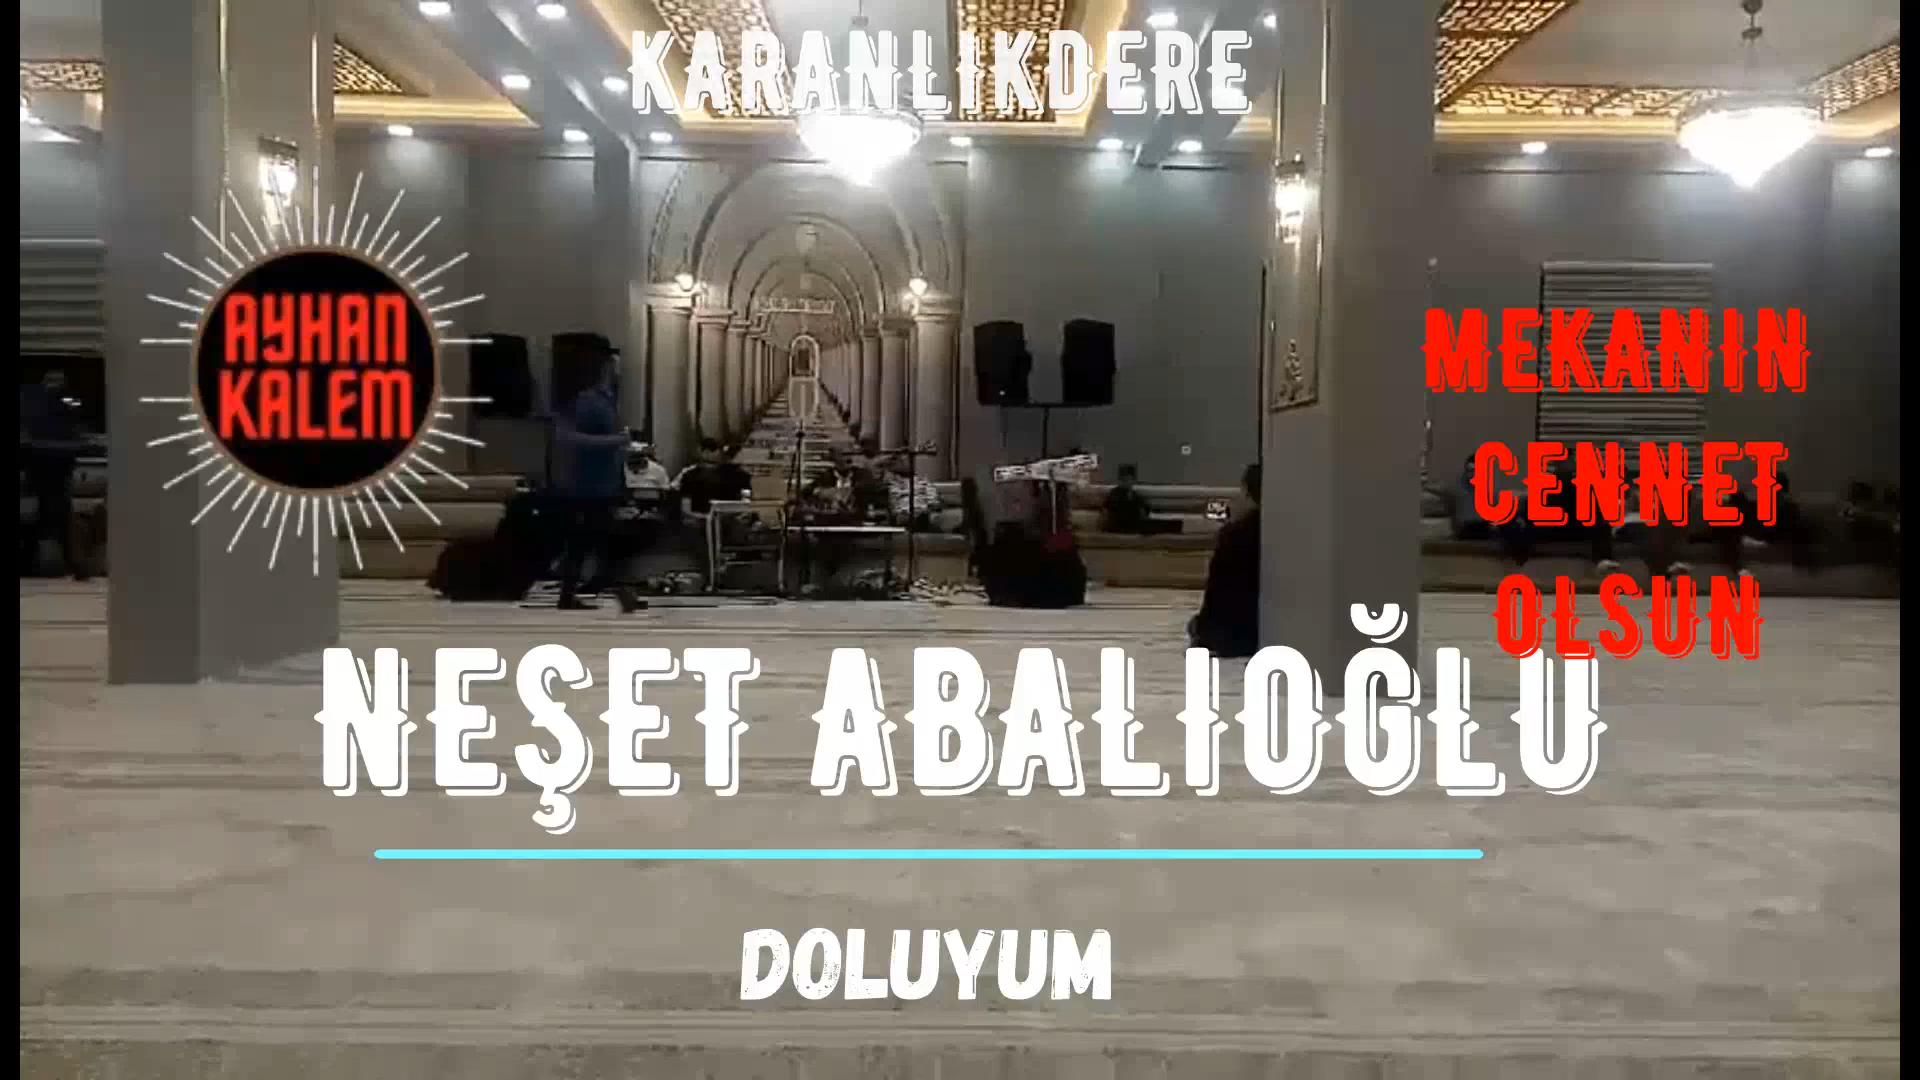 KARANLIKDERE
AYHAN
KALEM
MEKANIN
CENNET
OLSUN
NEŞET ABALIOĞLU
DOLUYUM